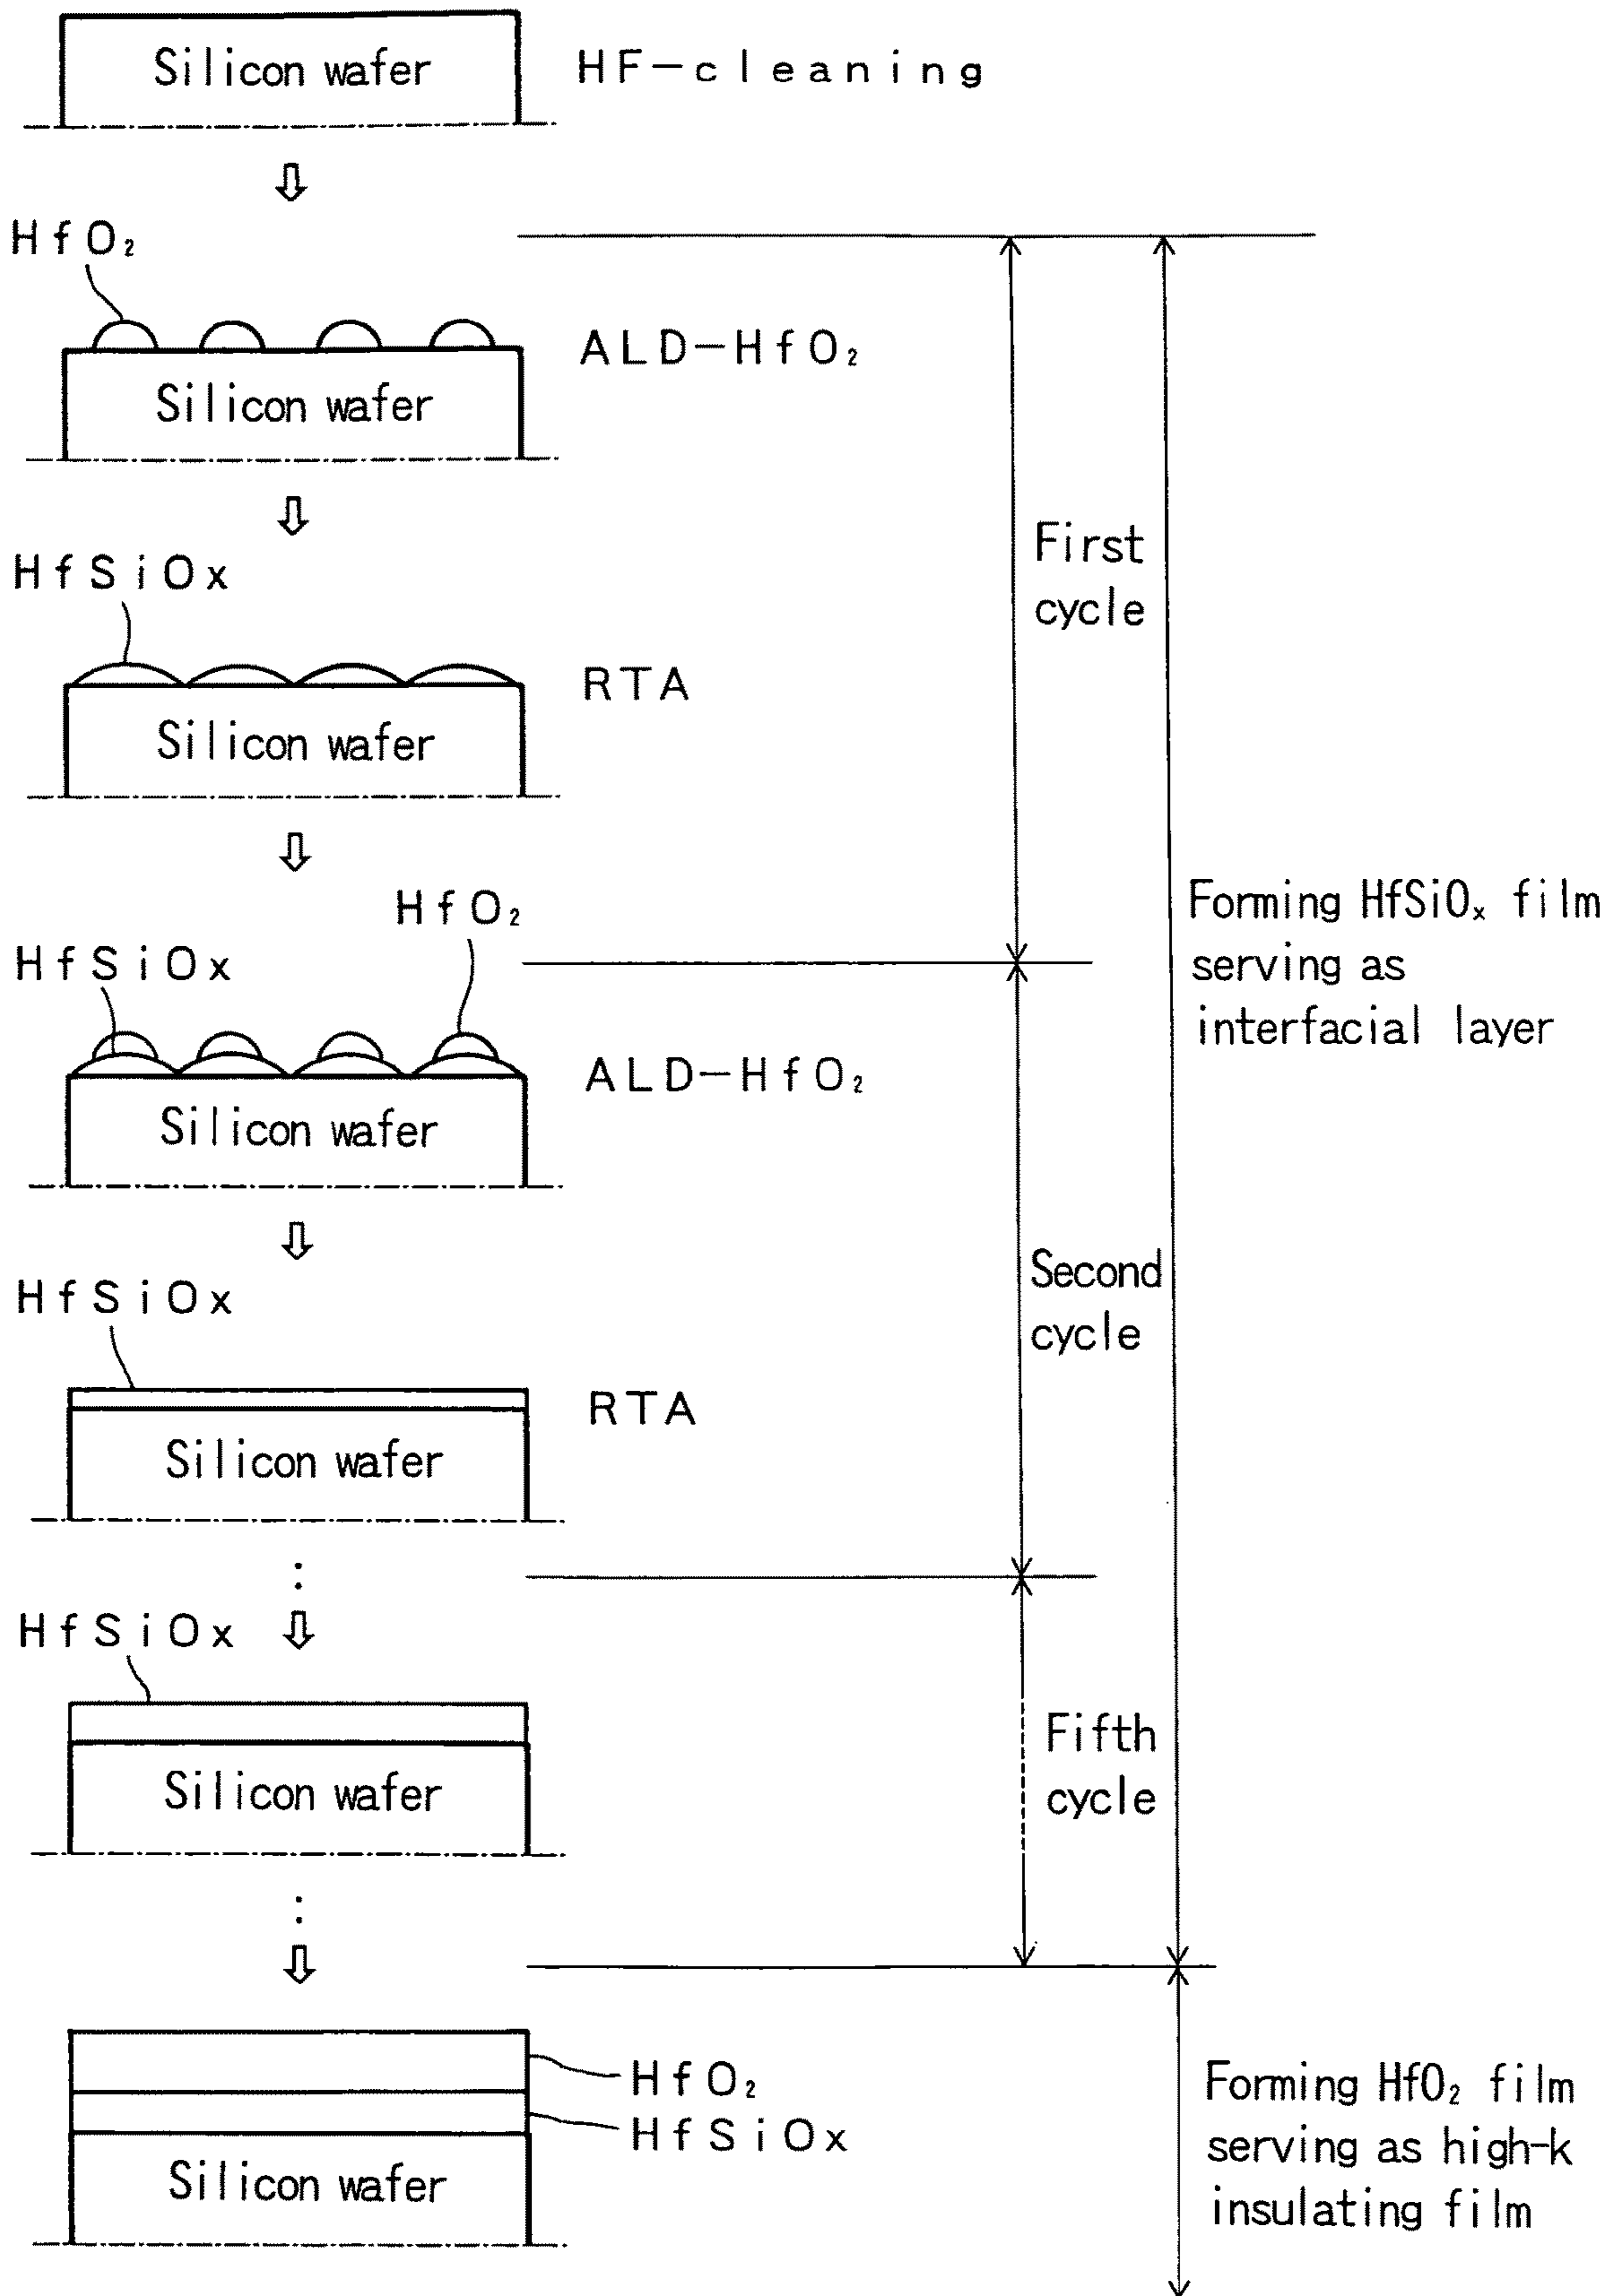 Silicon wafer
HF-cleaning
HfO₂
ALD-HfO₂
Silicon wafer
First
cycle
HfSiOx
RTA
Silicon wafer
HfO₂
HfSiOx
Forming HfSiOₓ film
serving as
interfacial layer
ALD-HfO₂
Silicon wafer
Second
cycle
HfSiOx
RTA
Silicon wafer
HfSiOx
Fifth
cycle
Silicon wafer
HfO₂
HfSiOx
Silicon wafer
Forming HfO₂ film
serving as high-k
insulating film